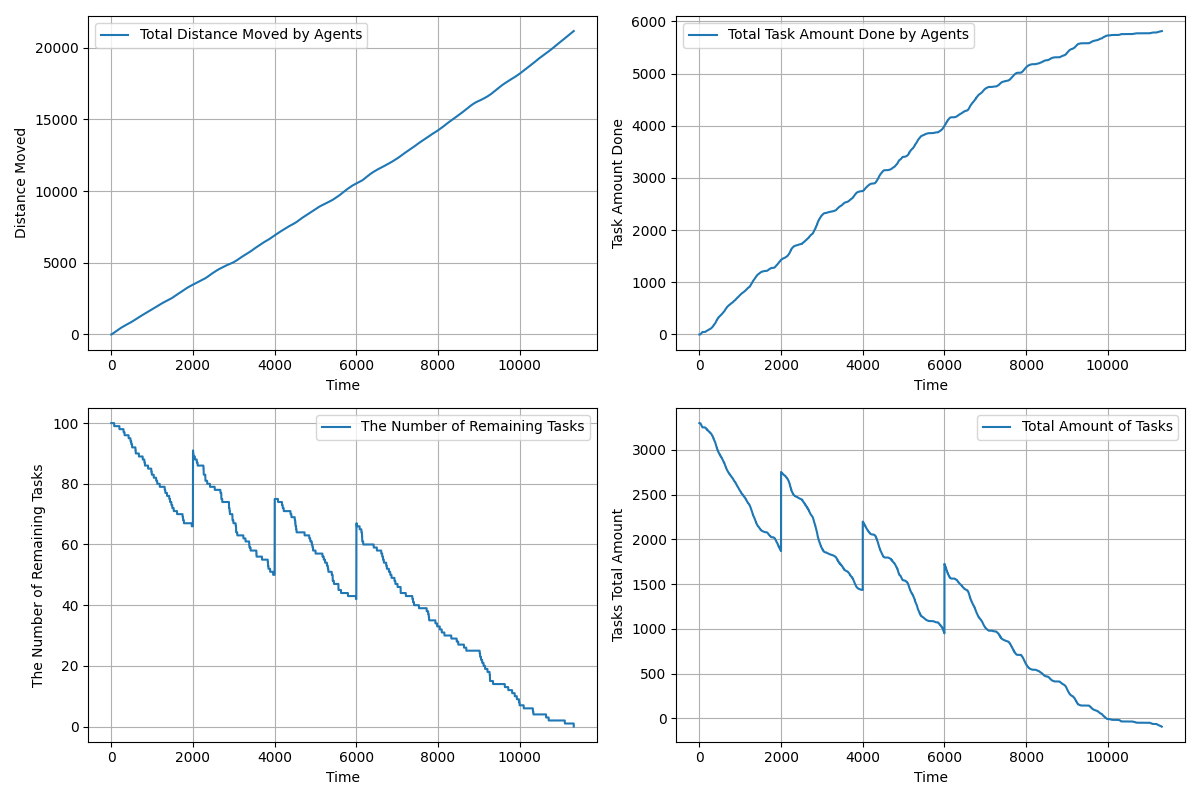 Total Distance Moved by Agents
20000
15000
10000
5000
0
Distance Moved
0 2000 4000 6000 8000 10000
Time
Total Task Amount Done by Agents
6000
5000
4000
3000
2000
1000
0
Task Amount Done
0 2000 4000 6000 8000 10000
Time
The Number of Remaining Tasks
100
80
60
40
20
0
The Number of Remaining Tasks
0 2000 4000 6000 8000 10000
Time
Total Amount of Tasks
3000
2500
2000
1500
1000
500
0
Tasks Total Amount
0 2000 4000 6000 8000 10000
Time